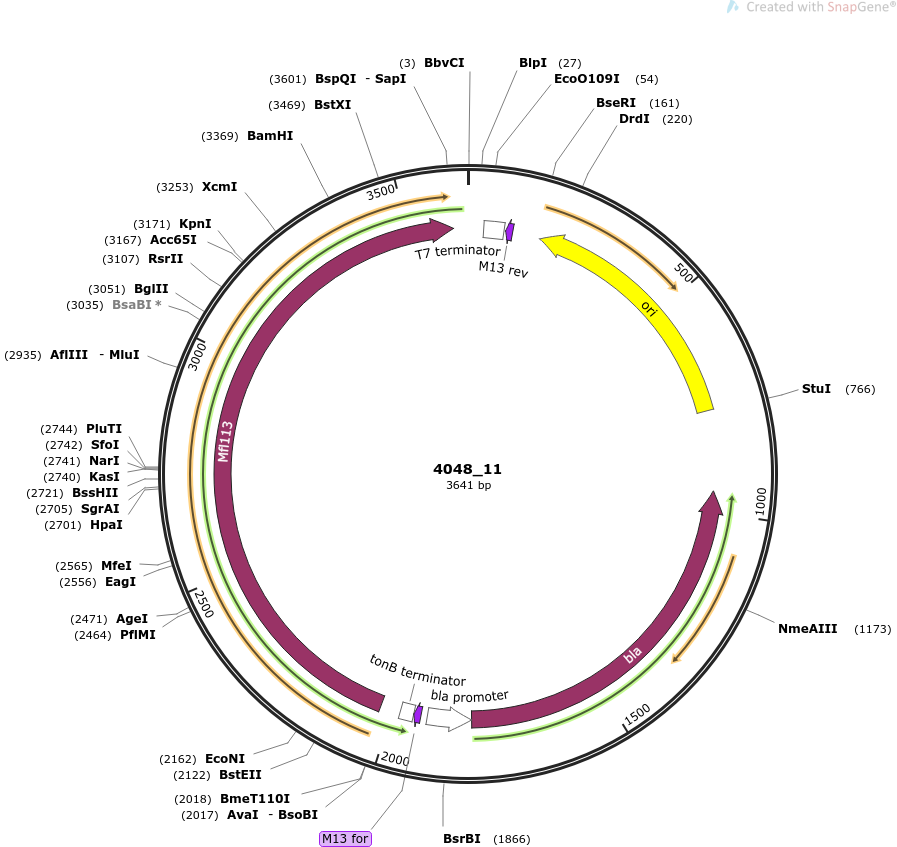 Created with SnapGene®
(3) BbvCI
BlpI (27)
(3601) BspQI - SapI
EcoO109I (54)
(3469) BstXI
BseRI (161)
DrdI (220)
(3369) BamHI
(3253) XcmI
3500
(3171) KpnI
(3167) Acc65I
T7 terminator
M13 rev
(3107) RsrII
500
(3051) BglII
(3035) BsaBI *
ori
(2935) AflIII - MluI
3000
StuI (766)
(2744) PluTI
(2742) SfoI
Mfi113
(2741) NarI
4048_11
(2740) KasI
3641 bp
(2721) BssHII
(2705) SgrAI
1000
(2701) HpaI
(2565) MfeI
(2556) EagI
2500
(2471) AgeI
(2464) PflMI
NmeAIII (1173)
bla
tonB terminator
bla promoter
1500
(2162) EcoNI
2000
(2122) BstEII
(2018) BmeT110I
(2017) AvaI - BsoBI
M13 for
BsrBI (1866)